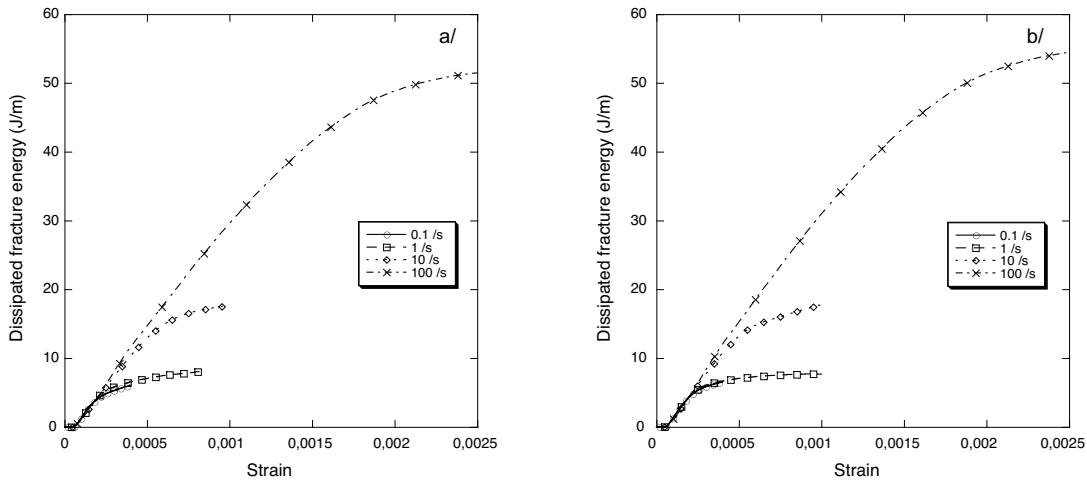 a/
Dissipated fracture energy (J/m)
60
50
40
30
20
10
0
0.1 /s
1 /s
10 /s
100 /s
0 0,0005 0,001 0,0015 0,002 0,0025
Strain
b/
Dissipated fracture energy (J/m)
60
50
40
30
20
10
0
0.1 /s
1 /s
10 /s
100 /s
0 0,0005 0,001 0,0015 0,002 0,0025
Strain